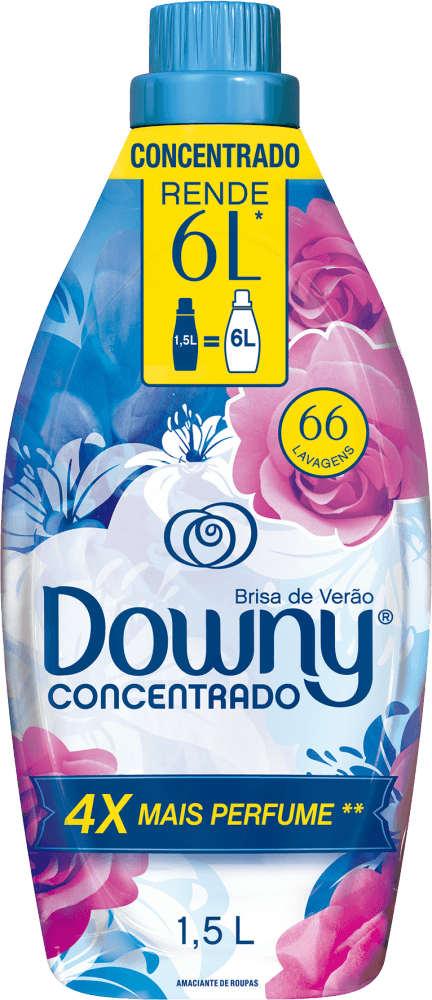 CONCENTRADO
RENDE
6L*
1,5L = 6L
66
LAVAGENS
Brisa de Verão
Downy®
CONCENTRADO
4X MAIS PERFUME **
1,5 L
AMACIANTE DE ROUPAS